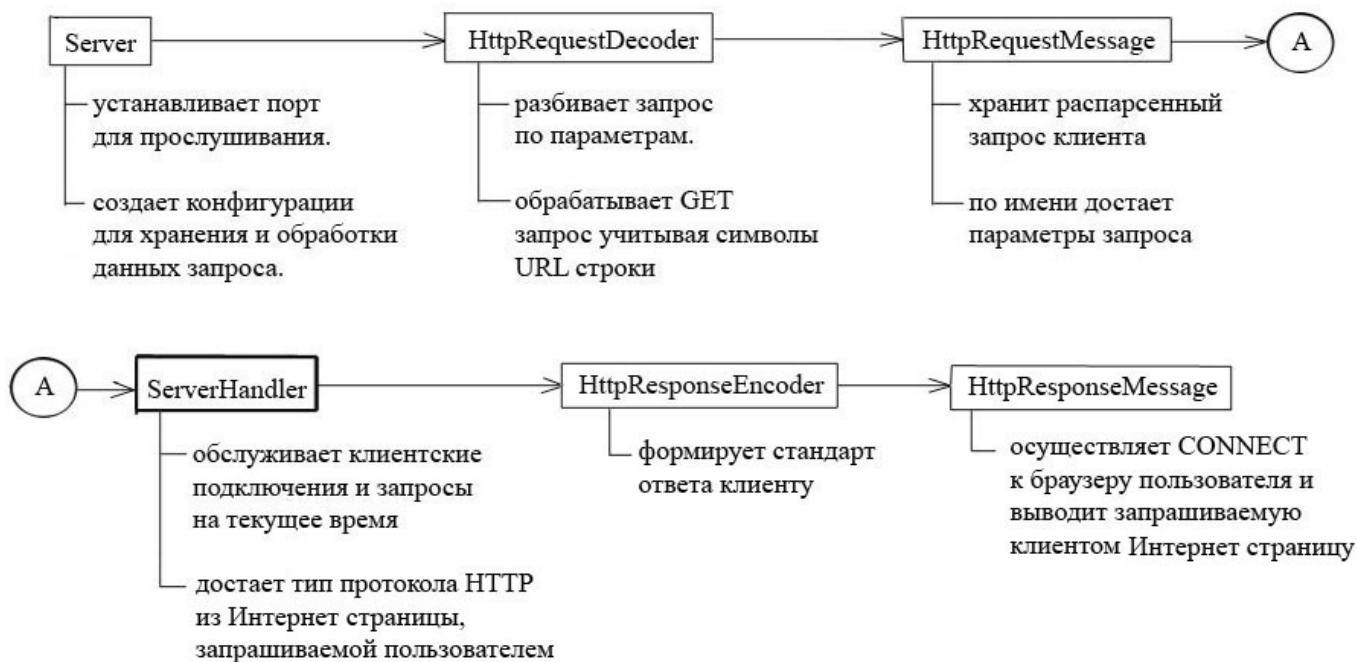 Server
HttpRequestDecoder
HttpRequestMessage
A
устанавливает порт
для прослушивания.
создает конфигурации
для хранения и обработки
данных запроса.
разбивает запрос
по параметрам.
обрабатывает GET
запрос учитывая символы
URL строки
хранит распарсенный
запрос клиента
по имени достает
параметры запроса
A
ServerHandler
HttpResponseEncoder
HttpResponseMessage
обслуживает клиентские
подключения и запросы
на текущее время
достает тип протокола HTTP
из Интернет страницы,
запрашиваемой пользователем
формирует стандарт
ответа клиенту
осуществляет CONNECT
к браузеру пользователя и
выводит запрашиваемую
клиентом Интернет страницу